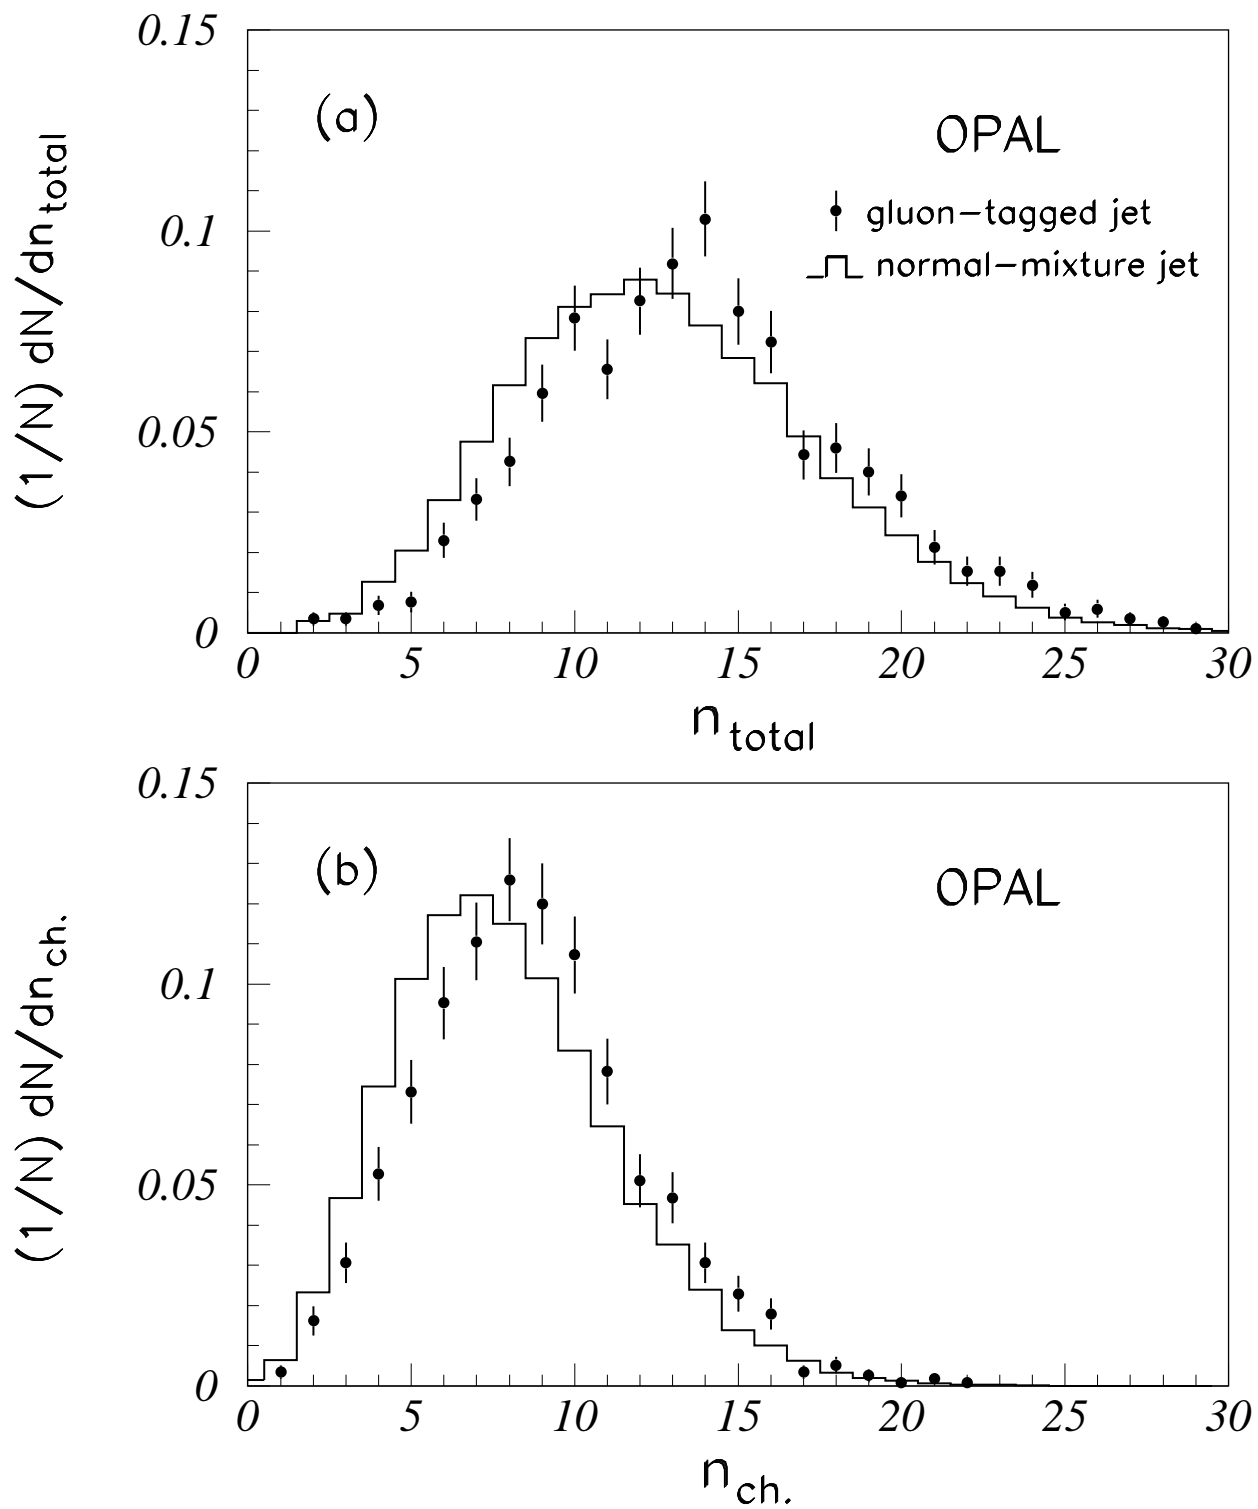 0.15
(a)
OPAL
gluon-tagged jet
normal-mixture jet
0.1
0.05
0
(1/N) dN/dn_total
0 5 10 15 20 25 30
n_total
0.15
(b)
OPAL
0.1
0.05
0
(1/N) dN/dn_ch.
0 5 10 15 20 25 30
n_ch.